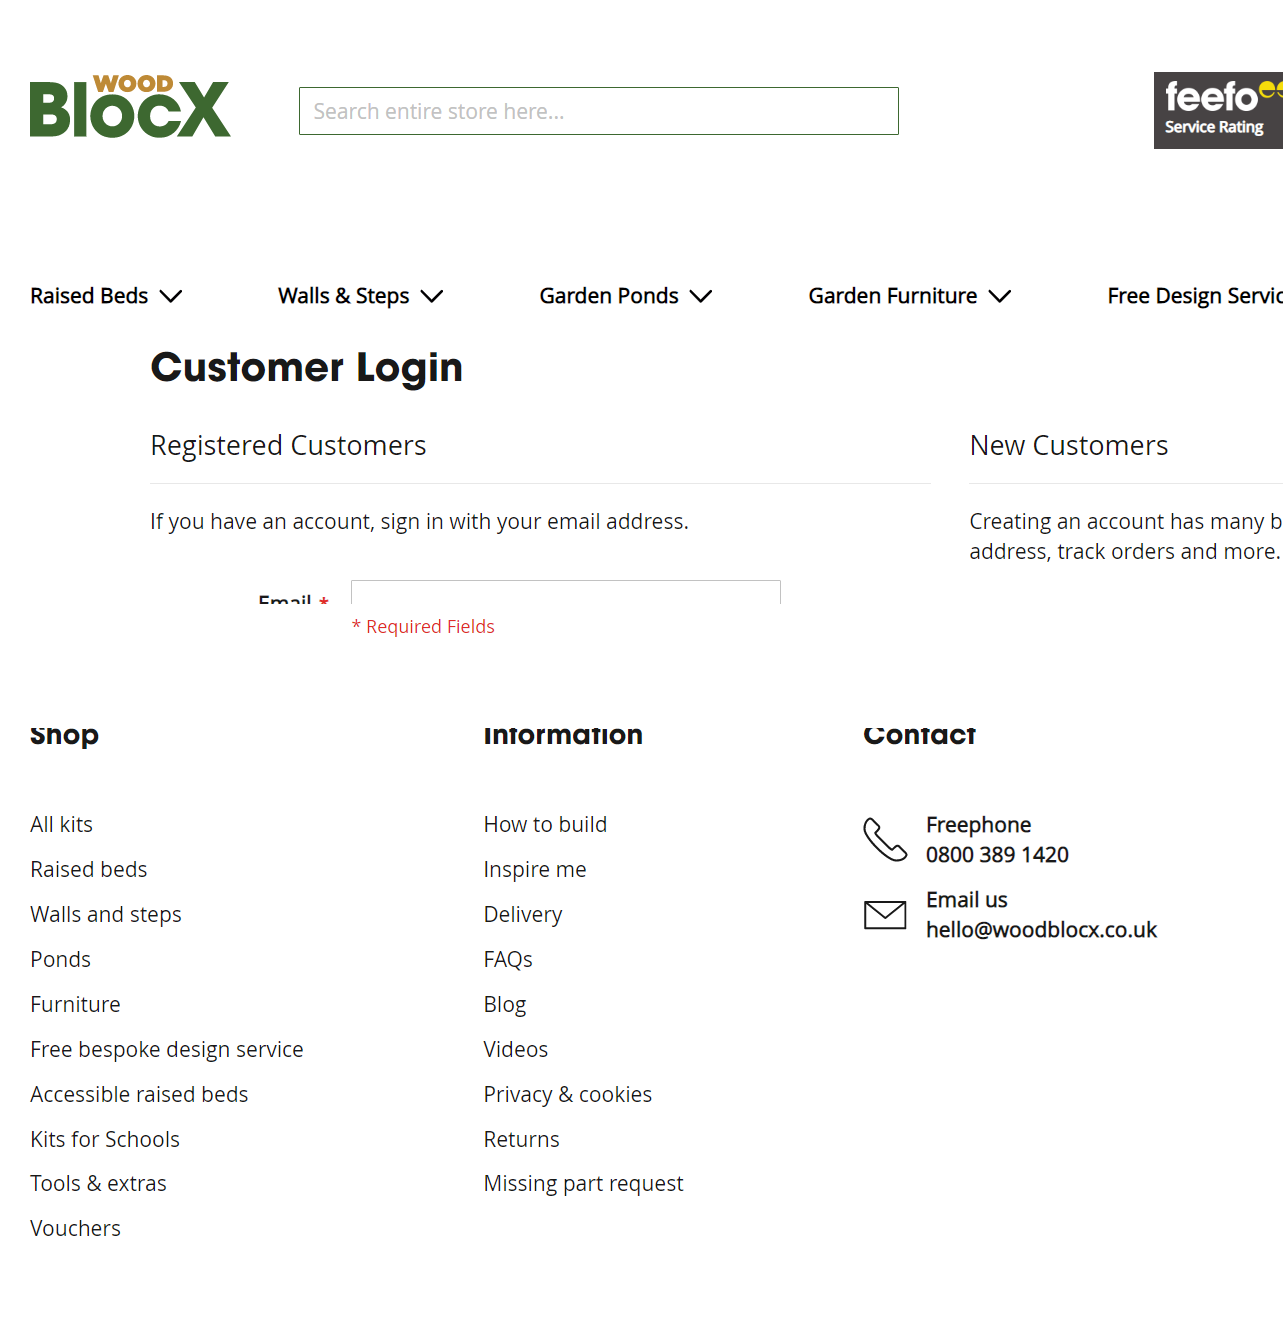 WOOD
BlocX
Search entire store here...
feefo
Service Rating
Raised Beds
Walls & Steps
Garden Ponds
Garden Furniture
Free Design
Customer Login
Registered Customers
If you have an account, sign in with your email address.
Email *
* Required Fields
New Customers
Creating an account has many
address, track orders and more.
Shop
All kits
Raised beds
Walls and steps
Ponds
Furniture
Free bespoke design service
Accessible raised beds
Kits for Schools
Tools & extras
Vouchers
Information
How to build
Inspire me
Delivery
FAQs
Blog
Videos
Privacy & cookies
Returns
Missing part request
Contact
Freephone
0800 389 1420
Email us
hello@woodblocx.co.uk